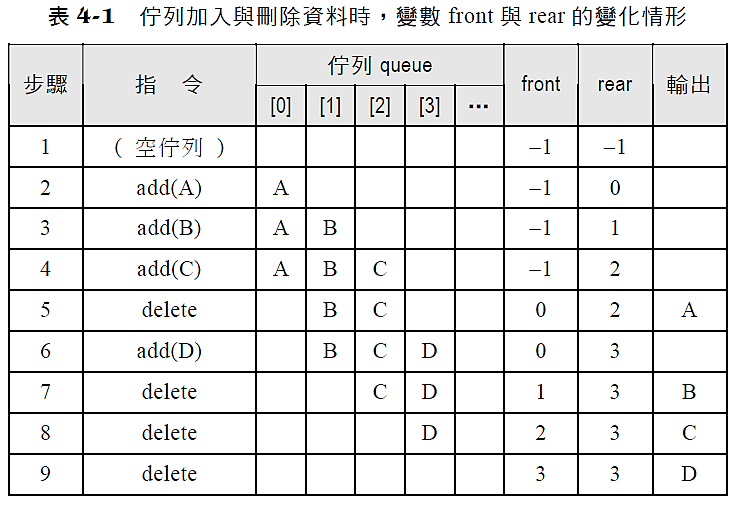 表 4-1 佇列加入與刪除資料時，變數 front 與 rear 的變化情形
步驟 指 令 佇列 queue front rear 輸出
[0] [1] [2] [3] ⋯
1 ( 空佇列 ) –1 –1
2 add(A) A –1 0
3 add(B) A B –1 1
4 add(C) A B C –1 2
5 delete B C 0 2 A
6 add(D) B C D 0 3
7 delete C D 1 3 B
8 delete D 2 3 C
9 delete 3 3 D